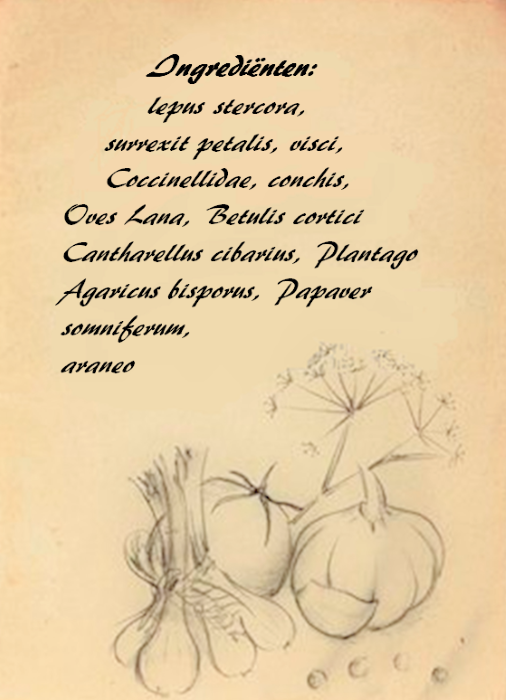 Ingrediënten:
lepus stercora,
surrexit petalis, visci,
Coccinellidae, conchis,
Oves Lana, Betulis cortici
Cantharellus cibarius, Plantago
Agaricus bisporus, Papaver
somniferum,
araneo